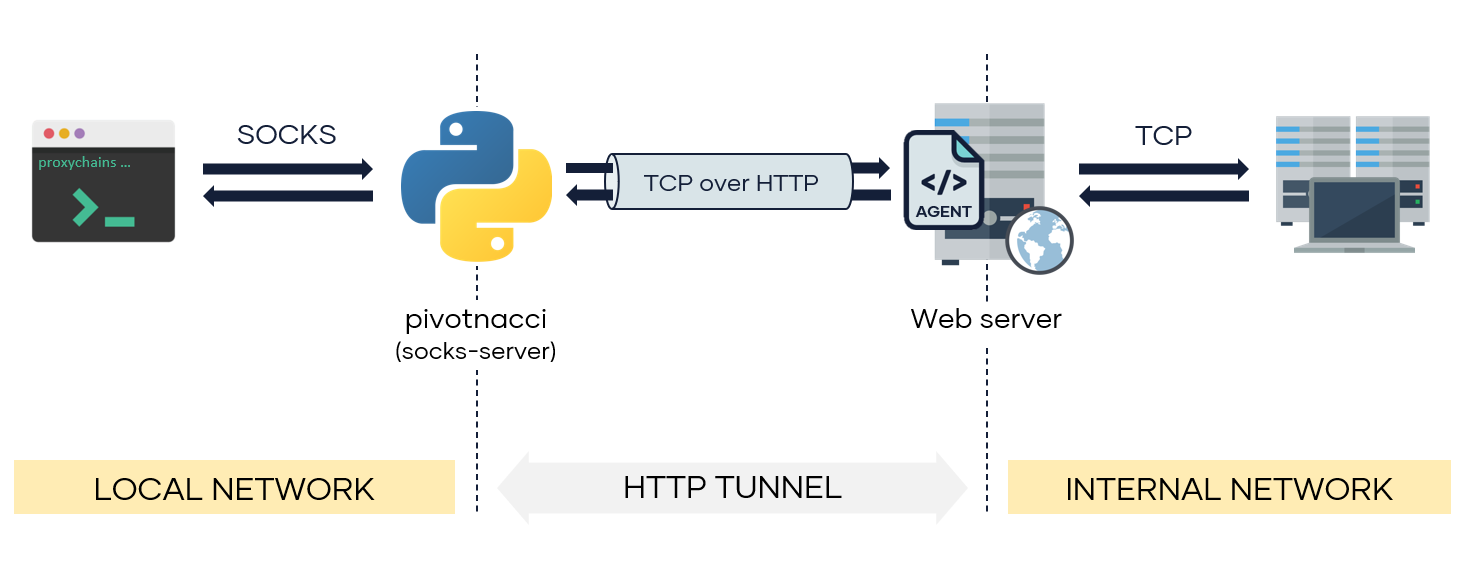 SOCKS
proxychains ...
TCP over HTTP
</>
AGENT
TCP
pivotnacci
(socks-server)
Web server
LOCAL NETWORK
HTTP TUNNEL
INTERNAL NETWORK